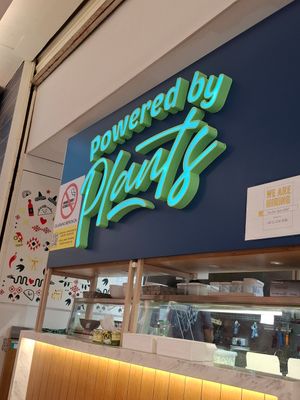 Powered by
Plants
WE ARE
HIRING